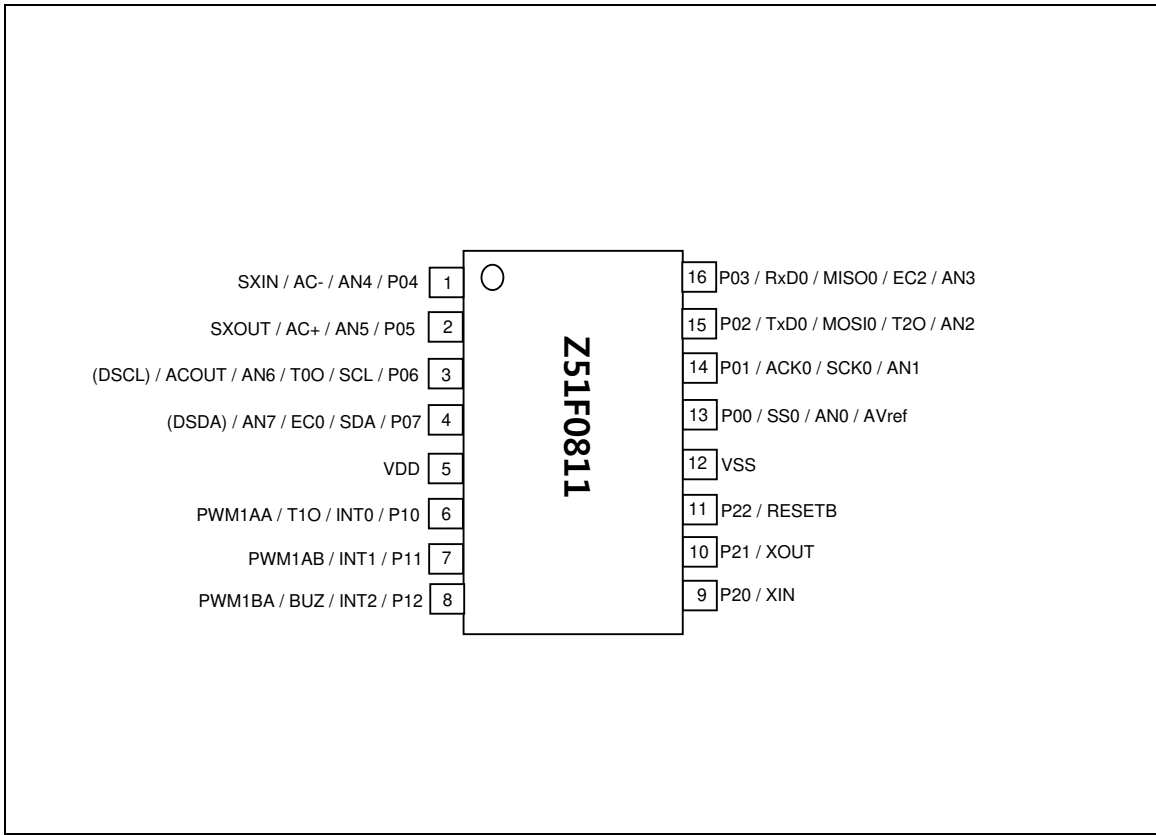 SXIN / AC- / AN4 / P04 1
SXOUT / AC+ / AN5 / P05 2
(DSCL) / ACOUT / AN6 / T0O / SCL / P06 3
(DSDA) / AN7 / EC0 / SDA / P07 4
VDD 5
PWM1AA / T1O / INT0 / P10 6
PWM1AB / INT1 / P11 7
PWM1BA / BUZ / INT2 / P12 8
Z51F0811
16 P03 / RxD0 / MISO0 / EC2 / AN3
15 P02 / TxD0 / MOSI0 / T2O / AN2
14 P01 / ACK0 / SCK0 / AN1
13 P00 / SS0 / AN0 / AVref
12 VSS
11 P22 / RESETB
10 P21 / XOUT
9 P20 / XIN